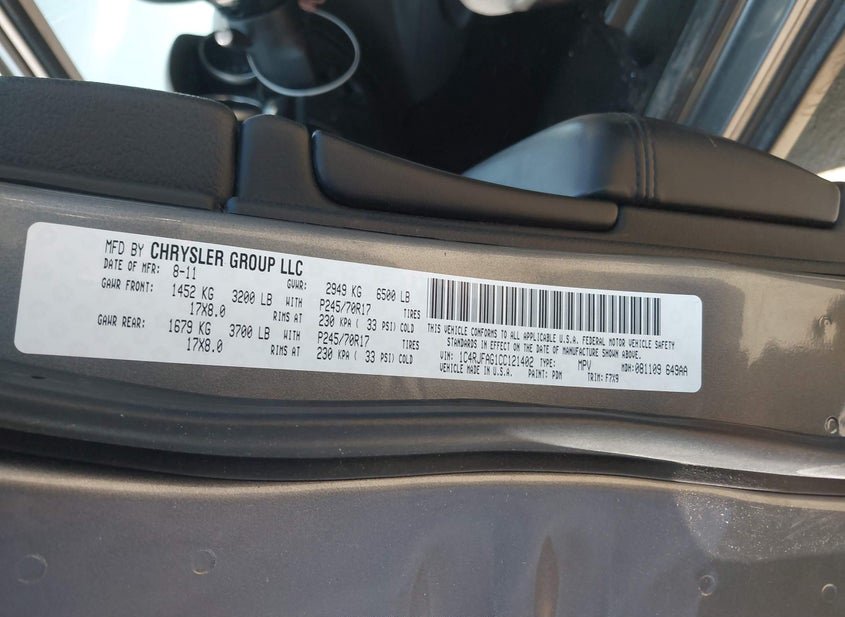 MFD BY CHRYSLER GROUP LLC
DATE OF MFR: 8-11 GVWR: 2949 KG 6500 LB
GAWR FRONT: 1452 KG 3200 LB WITH P245/70R17 TIRES
17X8.0 RIMS AT 230 KPA ( 33 PSI) COLD
GAWR REAR: 1679 KG 3700 LB WITH P245/70R17 TIRES
17X8.0 RIMS AT 230 KPA ( 33 PSI) COLD
THIS VEHICLE CONFORMS TO ALL APPLICABLE U.S.A. FEDERAL MOTOR VEHICLE SAFETY
STANDARDS IN EFFECT ON THE DATE OF MANUFACTURE SHOWN ABOVE.
VIN: 1C4RJFAG1CC121402 TYPE: MPV MDH: 081109 649AA
VEHICLE MADE IN U.S.A. PRINT: PDM TRIM: F7X9